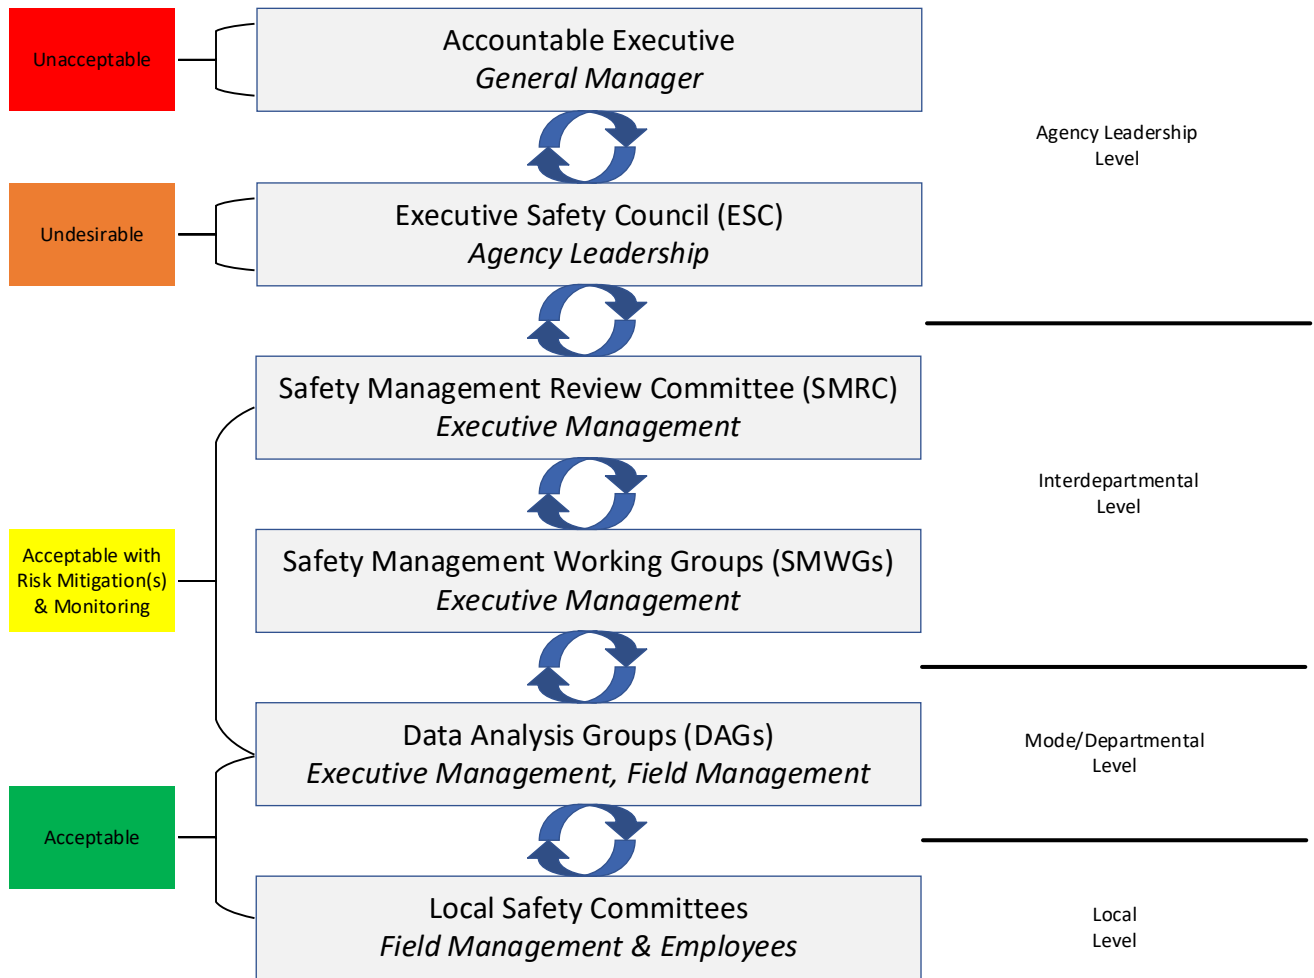 Unacceptable
Accountable Executive
General Manager
Agency Leadership
Level
Undesirable
Executive Safety Council (ESC)
Agency Leadership
Safety Management Review Committee (SMRC)
Executive Management
Interdepartmental
Level
Acceptable with
Risk Mitigation(s)
& Monitoring
Safety Management Working Groups (SMWGs)
Executive Management
Data Analysis Groups (DAGs)
Executive Management, Field Management
Mode/Departmental
Level
Acceptable
Local Safety Committees
Field Management & Employees
Local
Level